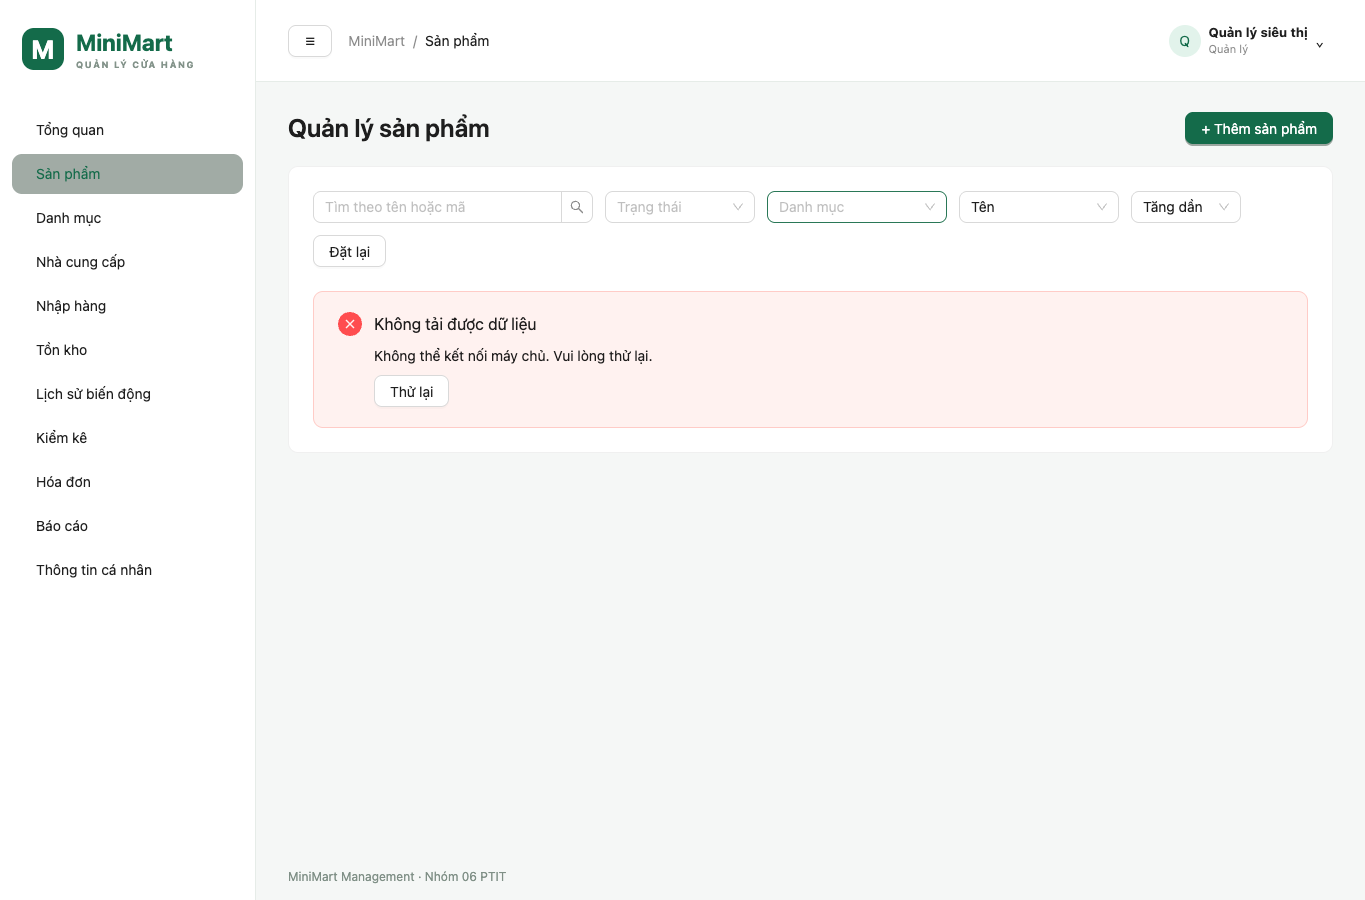 M MiniMart
QUẢN LÝ CỬA HÀNG
Tổng quan
Sản phẩm
Danh mục
Nhà cung cấp
Nhập hàng
Tồn kho
Lịch sử biến động
Kiểm kê
Hóa đơn
Báo cáo
Thông tin cá nhân
MiniMart / Sản phẩm
Q Quản lý siêu thị
Quản lý
Quản lý sản phẩm
+ Thêm sản phẩm
Tìm theo tên hoặc mã
Trạng thái
Danh mục
Tên
Tăng dần
Đặt lại
Không tải được dữ liệu
Không thể kết nối máy chủ. Vui lòng thử lại.
Thử lại
MiniMart Management · Nhóm 06 PTIT